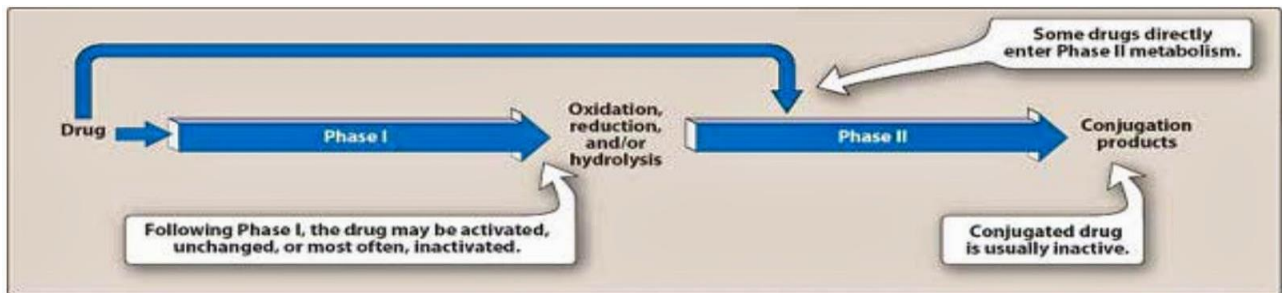 Some drugs directly
enter Phase II metabolism.
Drug
Phase I
Oxidation,
reduction,
and/or
hydrolysis
Phase II
Conjugation
products
Following Phase I, the drug may be activated,
unchanged, or most often, inactivated.
Conjugated drug
is usually inactive.